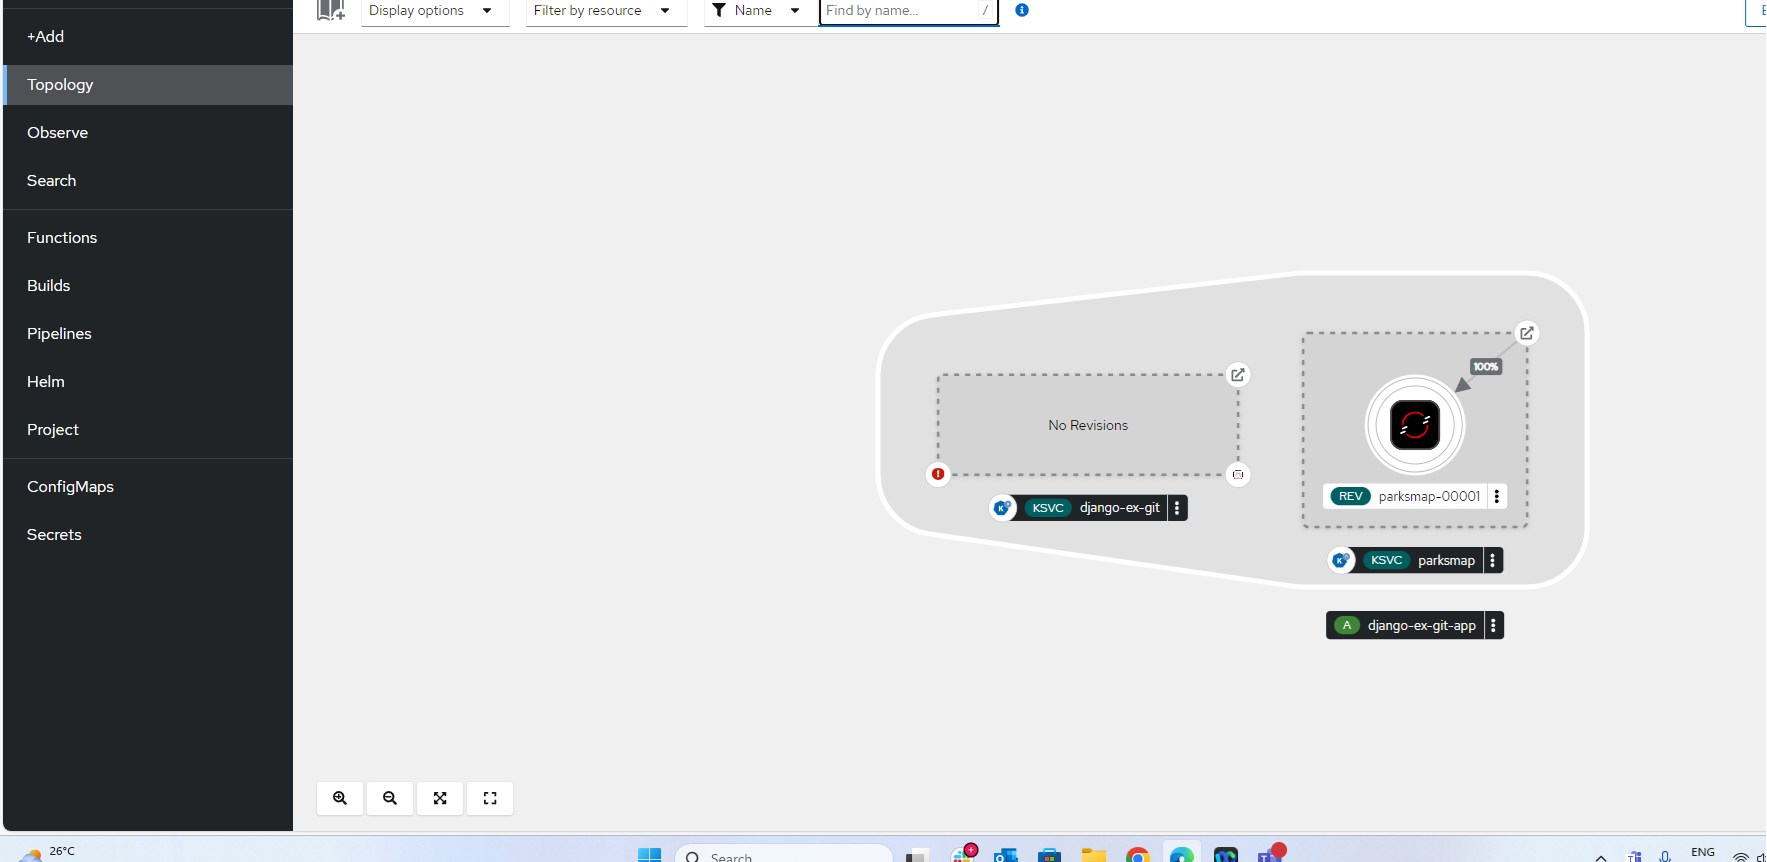 Display options
Filter by resource
Name
Find by name...
/
+Add
Topology
Observe
Search
Functions
Builds
Pipelines
Helm
Project
ConfigMaps
Secrets
100%
No Revisions
REV parksmap-00001
KSVC django-ex-git
KSVC parksmap
A django-ex-git-app
26°C
Search
ENG